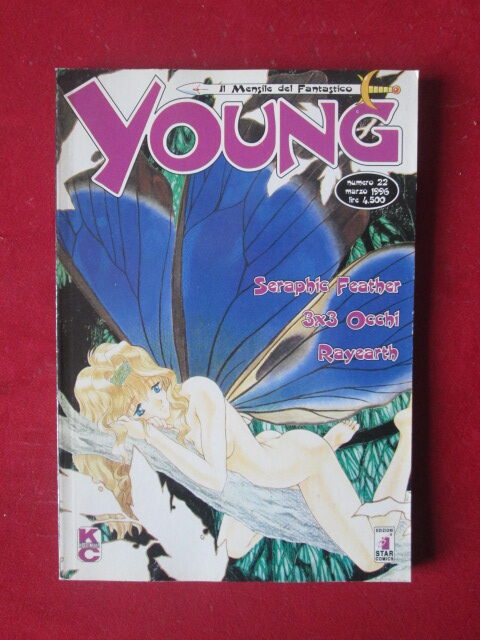 Il Mensile del Fantastico
YOUNG
numero 22
marzo 1996
lire 4.500
Seraphic Feather
3x3 Occhi
Rayearth
K
C
EDIZIONI
STAR
COMICS